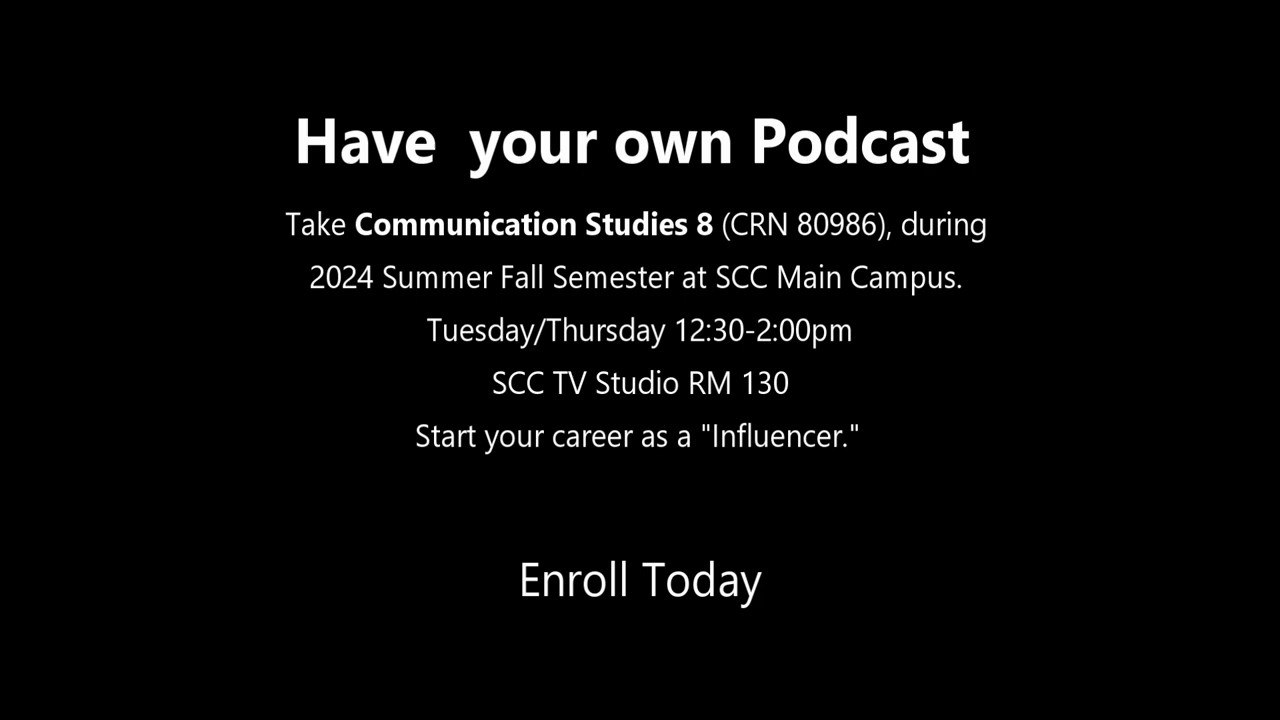 Have your own Podcast
Take Communication Studies 8 (CRN 80986), during
2024 Summer Fall Semester at SCC Main Campus.
Tuesday/Thursday 12:30-2:00pm
SCC TV Studio RM 130
Start your career as a "Influencer."
Enroll Today